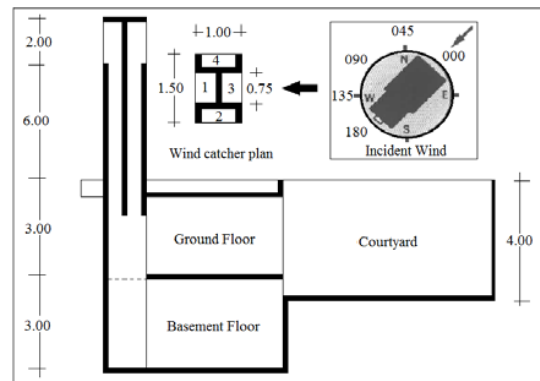 2.00
6.00
3.00
3.00
1.00
1.50
4
1
3
2
0.75
Wind catcher plan
045
090
000
135
180
N
E
S
W
Incident Wind
Ground Floor
Courtyard
4.00
Basement Floor